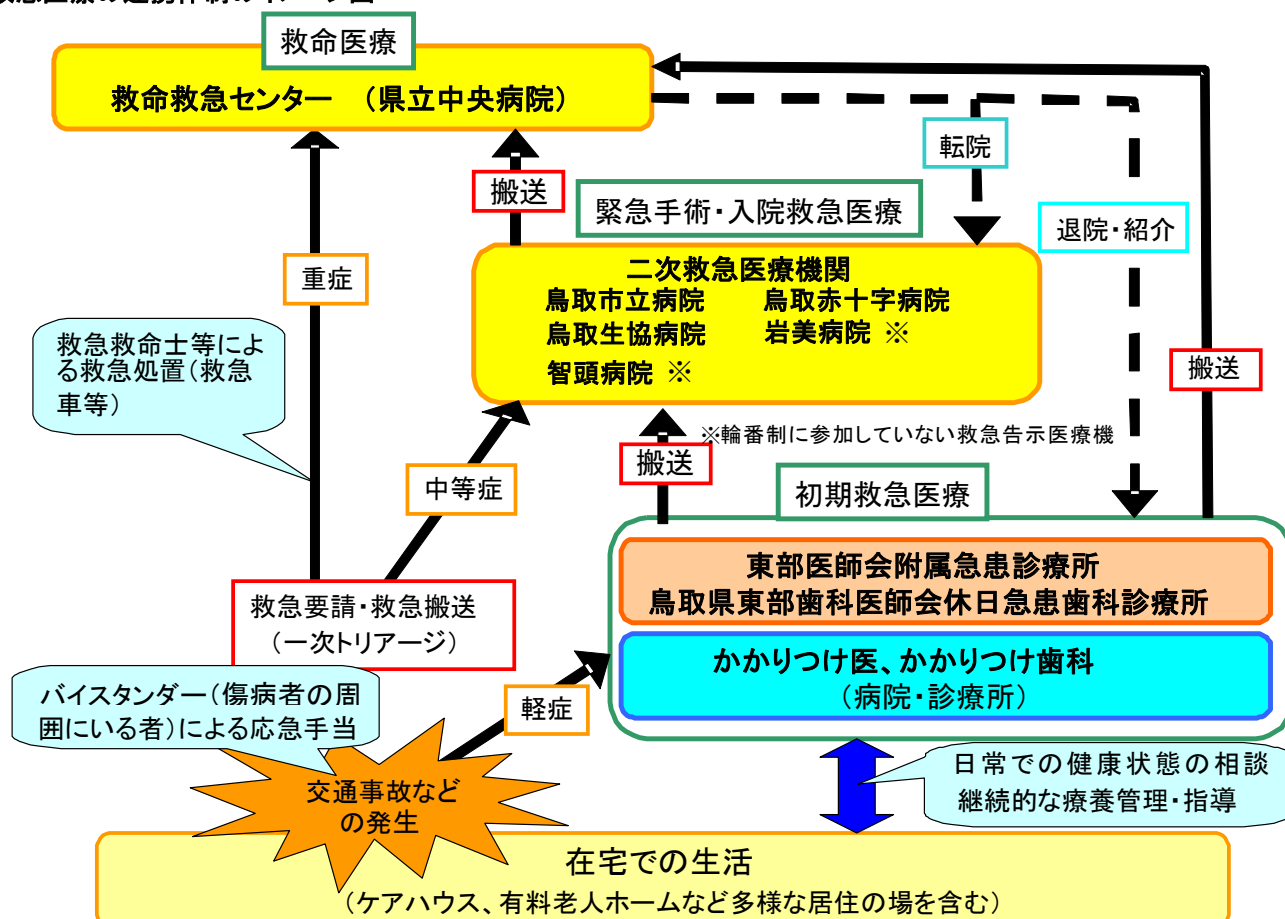 救命医療
救命救急センター （県立中央病院）
転院
搬送
緊急手術・入院救急医療
退院・紹介
二次救急医療機関
鳥取市立病院 鳥取赤十字病院
鳥取生協病院 岩美病院 ※
智頭病院 ※
重症
救急救命士等によ
る救急処置（救急
車等）
搬送
※輪番制に参加していない救急告示医療機
搬送
中等症
初期救急医療
東部医師会附属急患診療所
鳥取県東部歯科医師会休日急患歯科診療所
救急要請・救急搬送
（一次トリアージ）
かかりつけ医、かかりつけ歯科
（病院・診療所）
バイスタンダー（傷病者の周
囲にいる者）による応急手当
軽症
交通事故など
の発生
日常での健康状態の相談
継続的な療養管理・指導
在宅での生活
（ケアハウス、有料老人ホームなど多様な居住の場を含む）